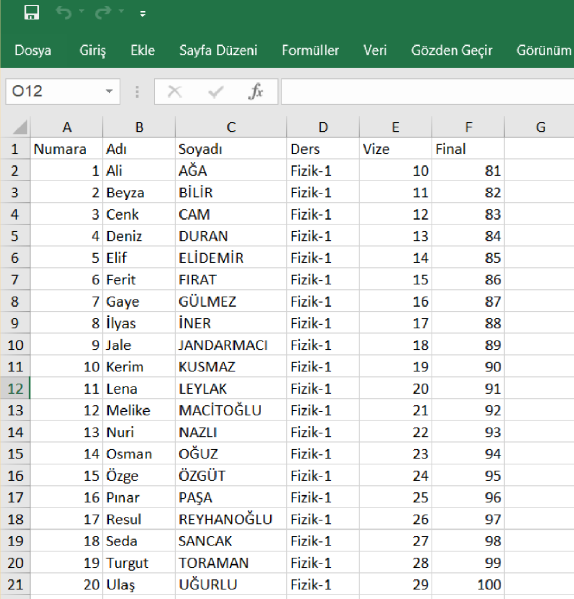 Dosya Giriş Ekle Sayfa Düzeni Formüller Veri Gözden Geçir Görünüm
O12 fx
A B C D E F G
1 Numara Adı Soyadı Ders Vize Final
2 1 Ali AĞA Fizik-1 10 81
3 2 Beyza BİLİR Fizik-1 11 82
4 3 Cenk CAM Fizik-1 12 83
5 4 Deniz DURAN Fizik-1 13 84
6 5 Elif ELİDEMİR Fizik-1 14 85
7 6 Ferit FIRAT Fizik-1 15 86
8 7 Gaye GÜLMEZ Fizik-1 16 87
9 8 İlyas İNER Fizik-1 17 88
10 9 Jale JANDARMACI Fizik-1 18 89
11 10 Kerim KUSMAZ Fizik-1 19 90
12 11 Lena LEYLAK Fizik-1 20 91
13 12 Melike MACİTOĞLU Fizik-1 21 92
14 13 Nuri NAZLI Fizik-1 22 93
15 14 Osman OĞUZ Fizik-1 23 94
16 15 Özge ÖZGÜT Fizik-1 24 95
17 16 Pınar PAŞA Fizik-1 25 96
18 17 Resul REYHANOĞLU Fizik-1 26 97
19 18 Seda SANCAK Fizik-1 27 98
20 19 Turgut TORAMAN Fizik-1 28 99
21 20 Ulaş UĞURLU Fizik-1 29 100